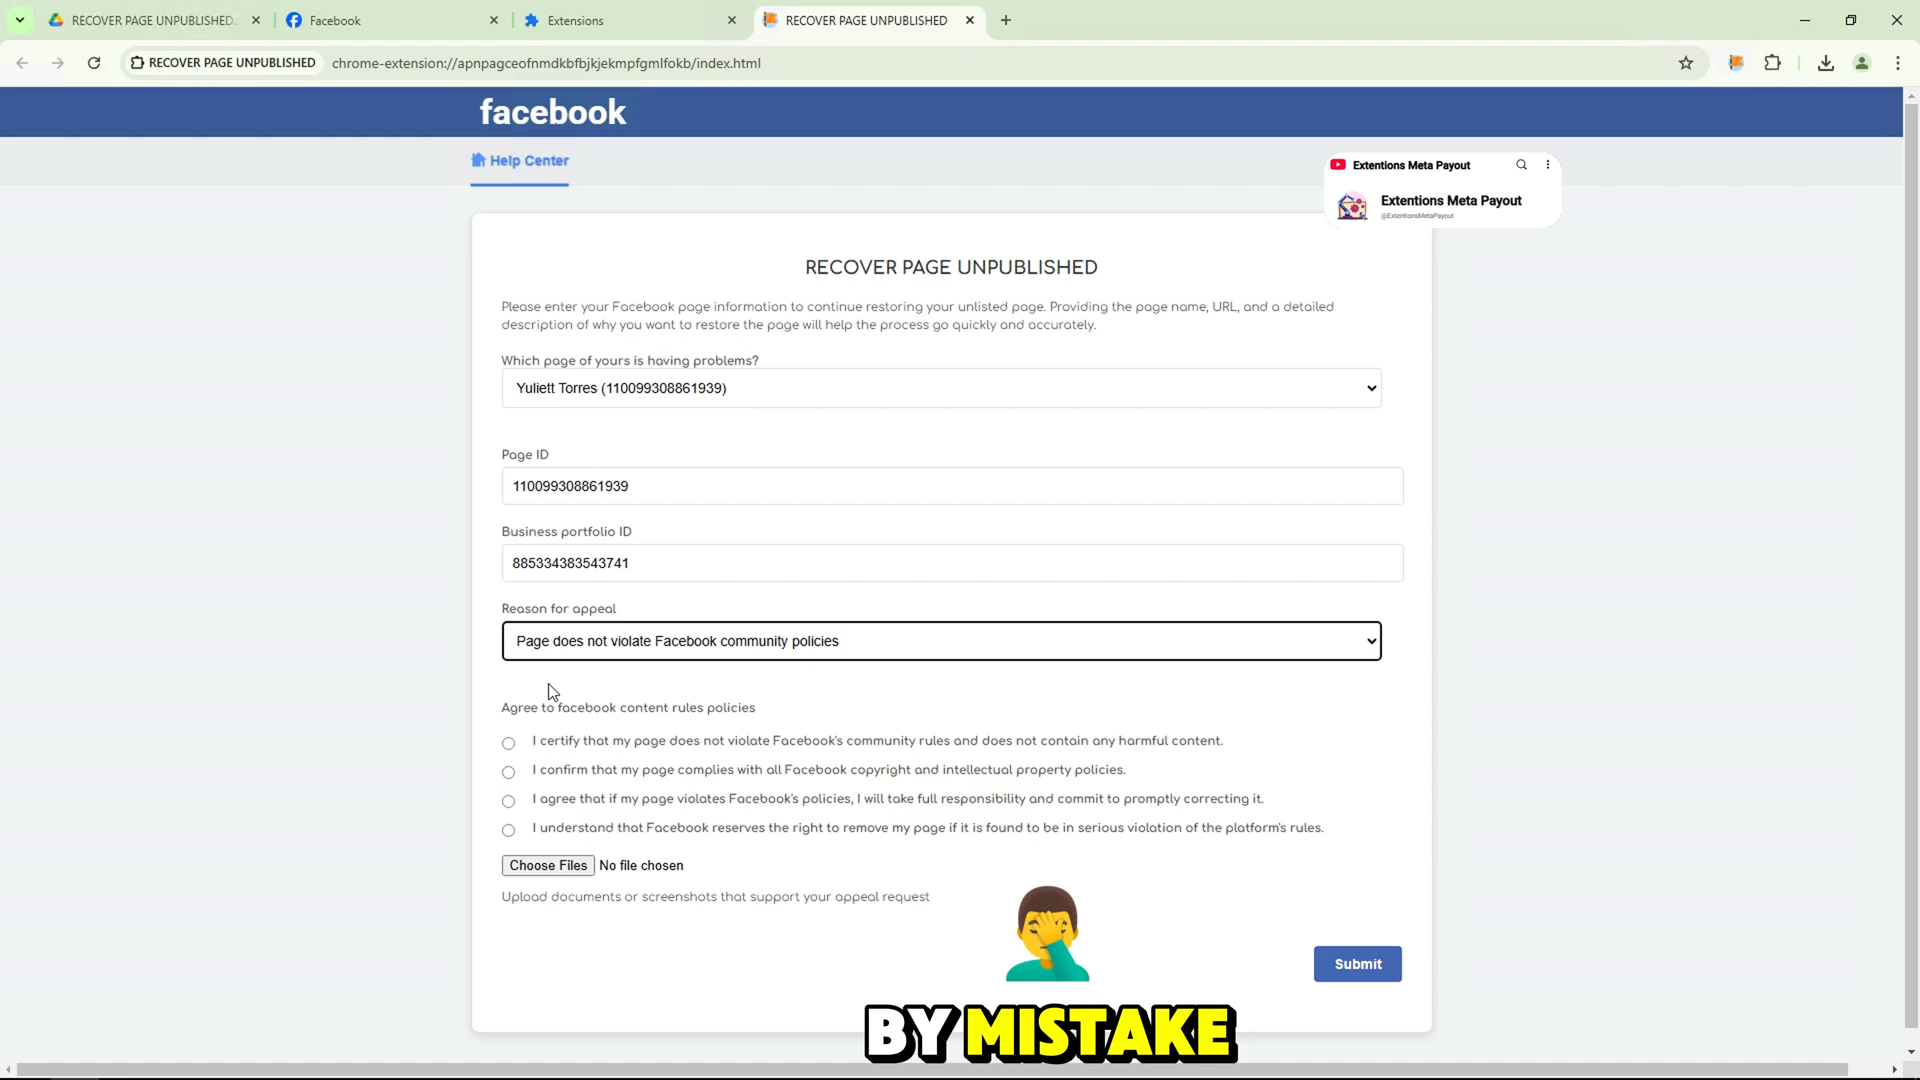 RECOVER PAGE UNPUBLISHED.
Facebook
Extensions
RECOVER PAGE UNPUBLISHED
RECOVER PAGE UNPUBLISHED
chrome-extension://apnpagceofnmdkbfbjkjekmpfgmlfokb/index.html
facebook
Help Center
Extentions Meta Payout
Extentions Meta Payout
@ExtentionsMetaPayout
RECOVER PAGE UNPUBLISHED
Please enter your Facebook page information to continue restoring your unlisted page. Providing the page name, URL, and a detailed
description of why you want to restore the page will help the process go quickly and accurately.
Which page of yours is having problems?
Yuliett Torres (110099308861939)
Page ID
110099308861939
Business portfolio ID
885334383543741
Reason for appeal
Page does not violate Facebook community policies
Agree to facebook content rules policies
I certify that my page does not violate Facebook's community rules and does not contain any harmful content.
I confirm that my page complies with all Facebook copyright and intellectual property policies.
I agree that if my page violates Facebook's policies, I will take full responsibility and commit to promptly correcting it.
I understand that Facebook reserves the right to remove my page if it is found to be in serious violation of the platform's rules.
Choose Files No file chosen
Upload documents or screenshots that support your appeal request
Submit
BY MISTAKE